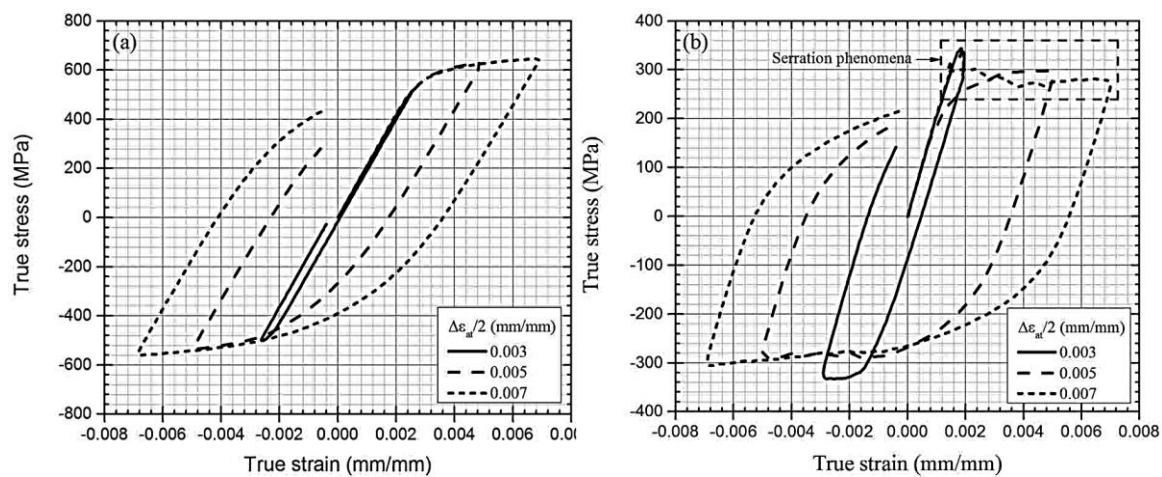 (a)
800
600
400
200
0
-200
-400
-600
-800
True stress (MPa)
-0.008 -0.006 -0.004 -0.002 0.000 0.002 0.004 0.006 0.00
True strain (mm/mm)
Δεat/2 (mm/mm)
0.003
0.005
0.007
(b)
Serration phenomena
400
300
200
100
0
-100
-200
-300
-400
True stress (MPa)
-0.008 -0.006 -0.004 -0.002 0.000 0.002 0.004 0.006 0.008
True strain (mm/mm)
Δεat/2 (mm/mm)
0.003
0.005
0.007